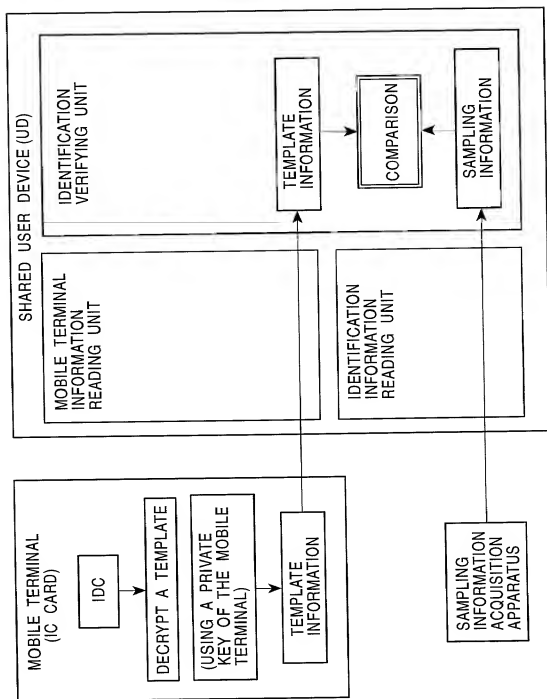 MOBILE TERMINAL
(IC CARD)
IDC
DECRYPT A TEMPLATE
(USING A PRIVATE
KEY OF THE MOBILE
TERMINAL)
TEMPLATE
INFORMATION
SAMPLING
INFORMATION
ACQUISITION
APPARATUS
SHARED USER DEVICE (UD)
MOBILE TERMINAL
INFORMATION
READING UNIT
IDENTIFICATION
INFORMATION
READING UNIT
IDENTIFICATION
VERIFYING UNIT
TEMPLATE
INFORMATION
COMPARISON
SAMPLING
INFORMATION